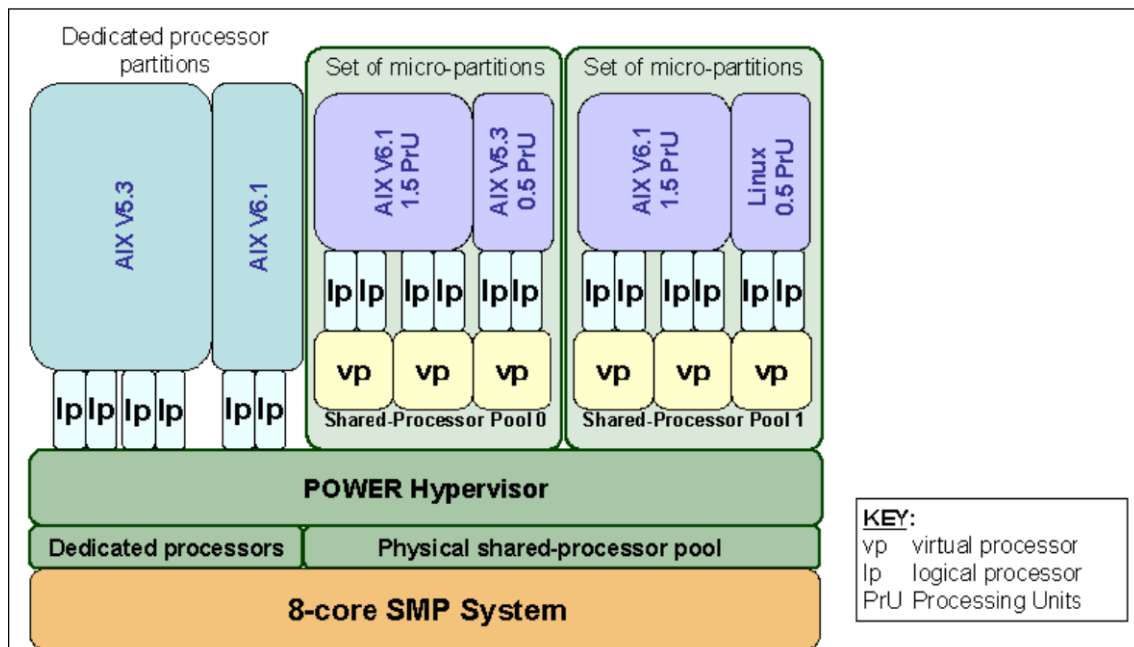 Dedicated processor
partitions
Set of micro-partitions
Set of micro-partitions
AIX V5.3
AIX V6.1
AIX V6.1
1.5 PrU
AIX V5.3
0.5 PrU
AIX V6.1
1.5 PrU
Linux
0.5 PrU
lp lp lp lp lp lp
lp lp lp lp lp lp
vp vp vp
vp vp vp
Shared-Processor Pool 0
Shared-Processor Pool 1
lp lp lp lp lp lp
POWER Hypervisor
Dedicated processors
Physical shared-processor pool
8-core SMP System
KEY:
vp virtual processor
lp logical processor
PrU Processing Units